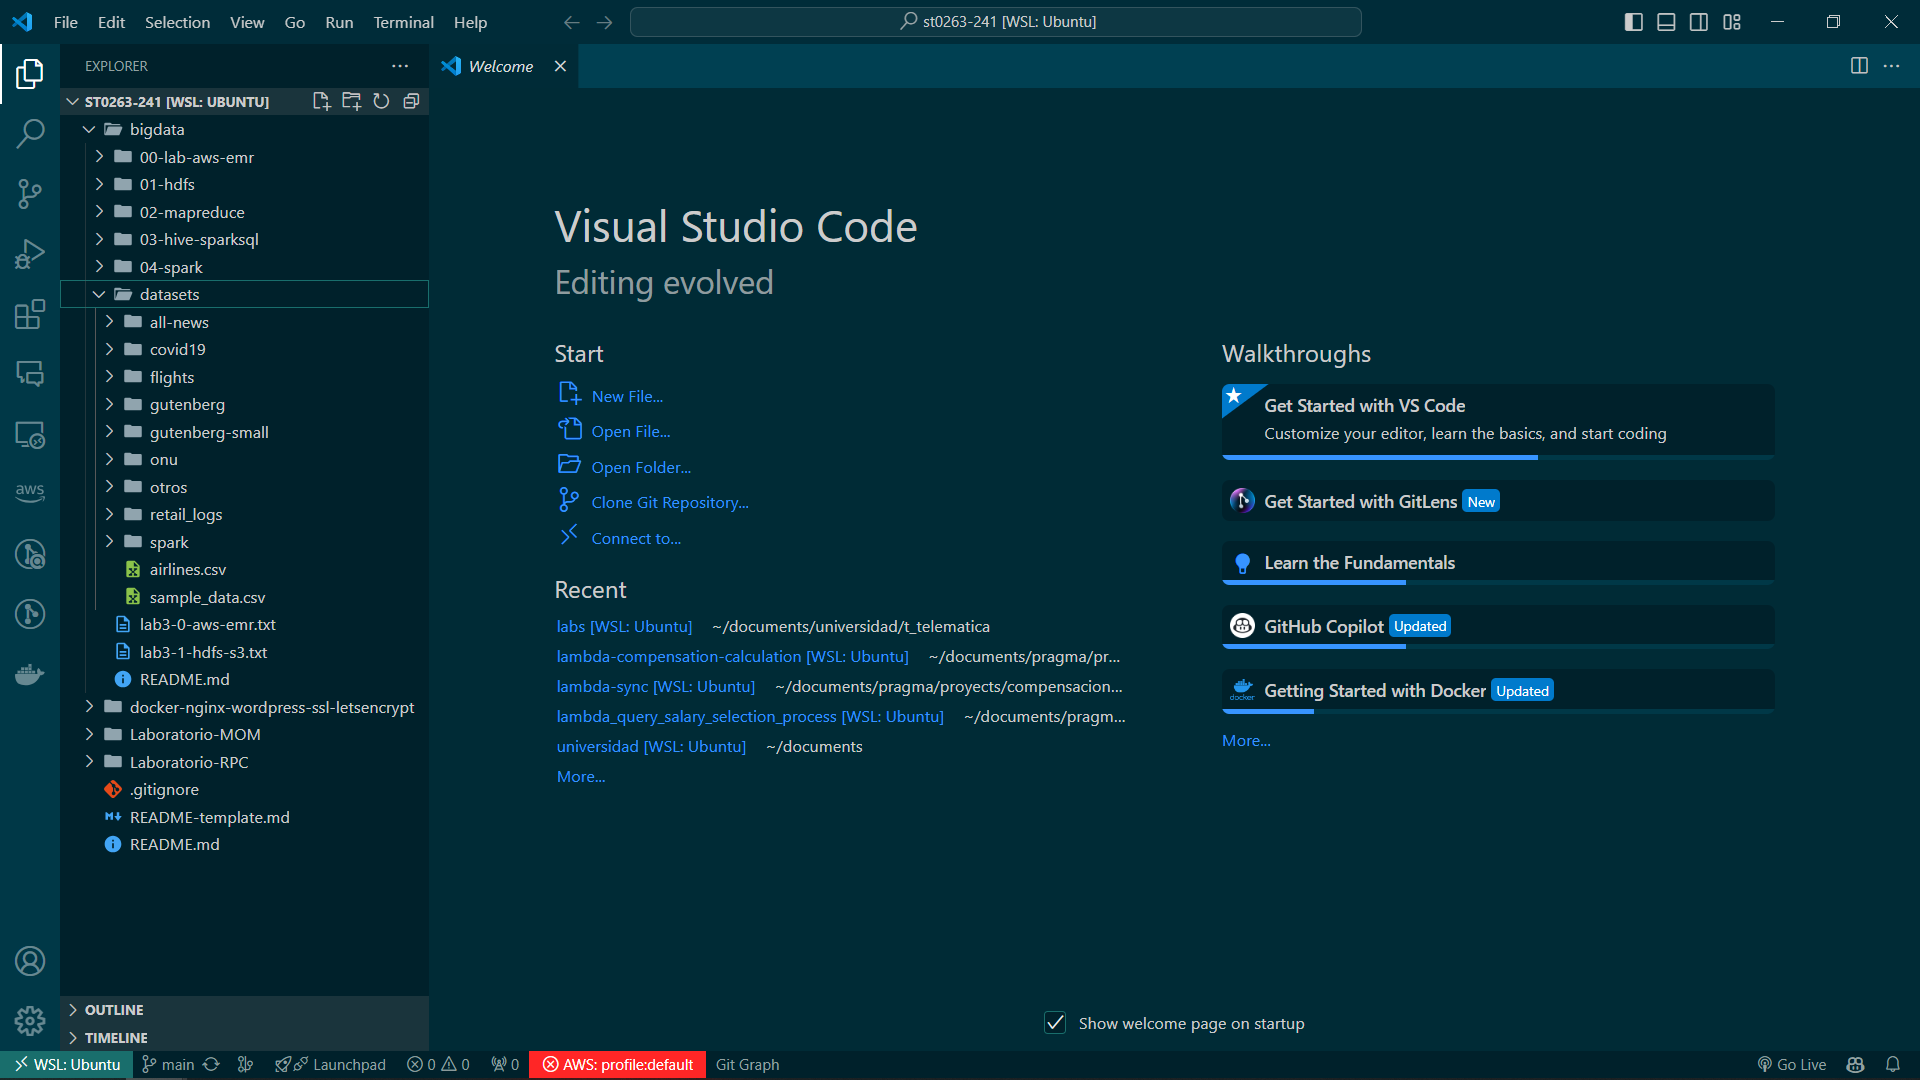 File Edit Selection View Go Run Terminal Help
st0263-241 [WSL: Ubuntu]
EXPLORER
Welcome
ST0263-241 [WSL: UBUNTU]
bigdata
00-lab-aws-emr
01-hdfs
02-mapreduce
03-hive-sparksql
04-spark
datasets
all-news
covid19
flights
gutenberg
gutenberg-small
onu
otros
retail_logs
spark
airlines.csv
sample_data.csv
lab3-0-aws-emr.txt
lab3-1-hdfs-s3.txt
README.md
docker-nginx-wordpress-ssl-letsencrypt
Laboratorio-MOM
Laboratorio-RPC
.gitignore
README-template.md
README.md
OUTLINE
TIMELINE
aws
Visual Studio Code
Editing evolved
Start
New File...
Open File...
Open Folder...
Clone Git Repository...
Connect to...
Recent
labs [WSL: Ubuntu] ~/documents/universidad/t_telematica
lambda-compensation-calculation [WSL: Ubuntu] ~/documents/pragma/pr...
lambda-sync [WSL: Ubuntu] ~/documents/pragma/proyects/compensacion...
lambda_query_salary_selection_process [WSL: Ubuntu] ~/documents/pragm...
universidad [WSL: Ubuntu] ~/documents
More...
Walkthroughs
Get Started with VS Code
Customize your editor, learn the basics, and start coding
Get Started with GitLens New
Learn the Fundamentals
GitHub Copilot Updated
docker
Getting Started with Docker Updated
More...
Show welcome page on startup
WSL: Ubuntu main Launchpad 0 0 0 AWS: profile:default Git Graph Go Live